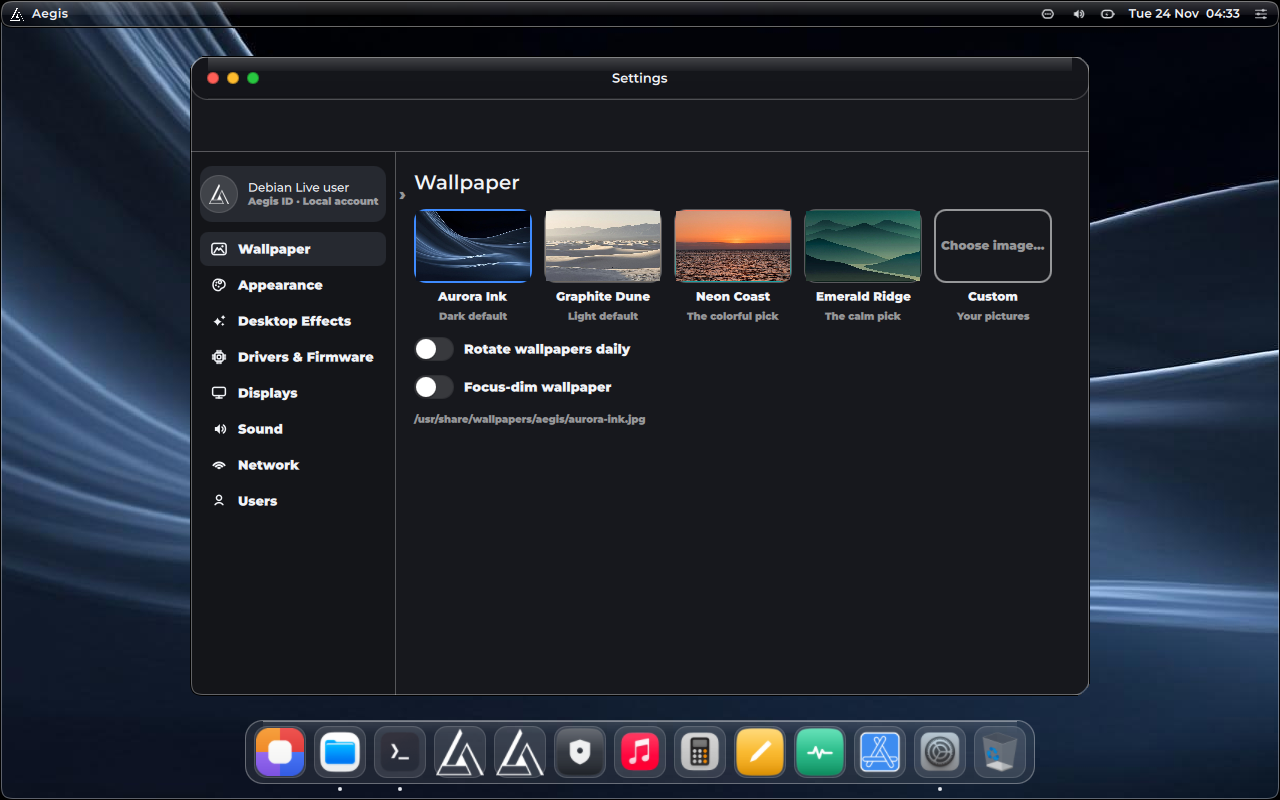 Aegis
Tue 24 Nov 04:33
Settings
Debian Live user
Aegis ID · Local account
Wallpaper
Appearance
Desktop Effects
Drivers & Firmware
Displays
Sound
Network
Users
Wallpaper
Choose image...
Aurora Ink
Graphite Dune
Neon Coast
Emerald Ridge
Custom
Dark default
Light default
The colorful pick
The calm pick
Your pictures
Rotate wallpapers daily
Focus-dim wallpaper
/usr/share/wallpapers/aegis/aurora-ink.jpg